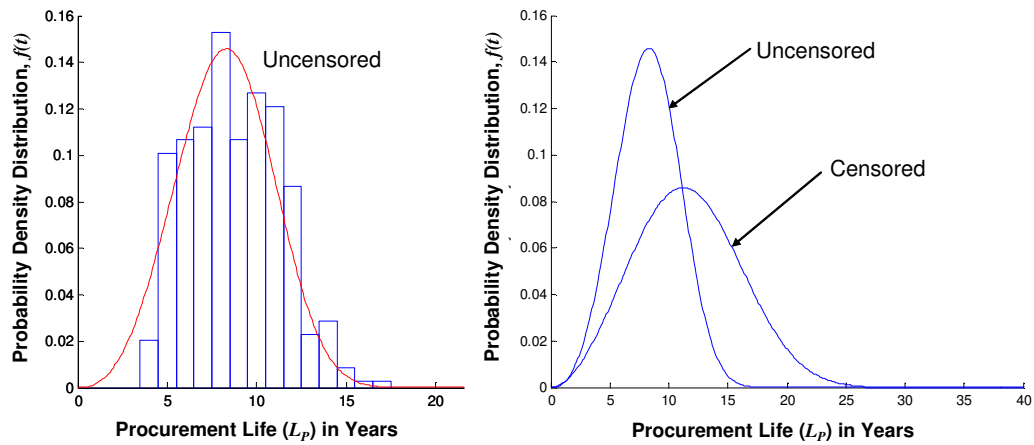 Probability Density Distribution, f(t)
0.16
0.14
0.12
0.1
0.08
0.06
0.04
0.02
0
Uncensored
0 5 10 15 20
Procurement Life (L_P) in Years
Probability Density Distribution, f(t)
0.16
0.14
0.12
0.1
0.08
0.06
0.04
0.02
0
Uncensored
Censored
0 5 10 15 20 25 30 35 40
Procurement Life (L_P) in Years